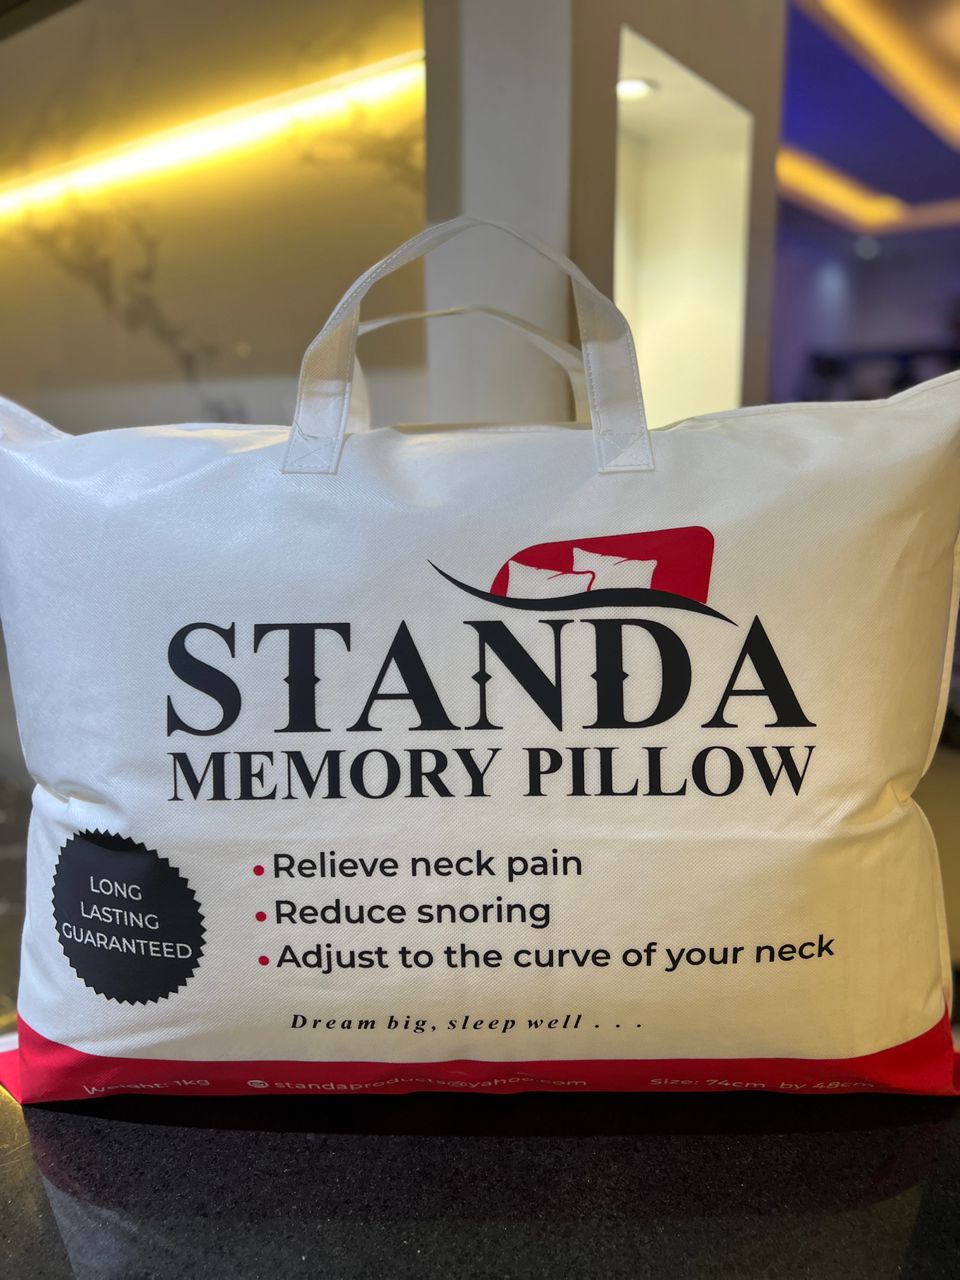 STANDA
MEMORY PILLOW
LONG
LASTING
GUARANTEED
Relieve neck pain
Reduce snoring
Adjust to the curve of your neck
Dream big, sleep well . . .
Weight: 1kg standaproducts@yahoo.com Size: 74cm by 48cm